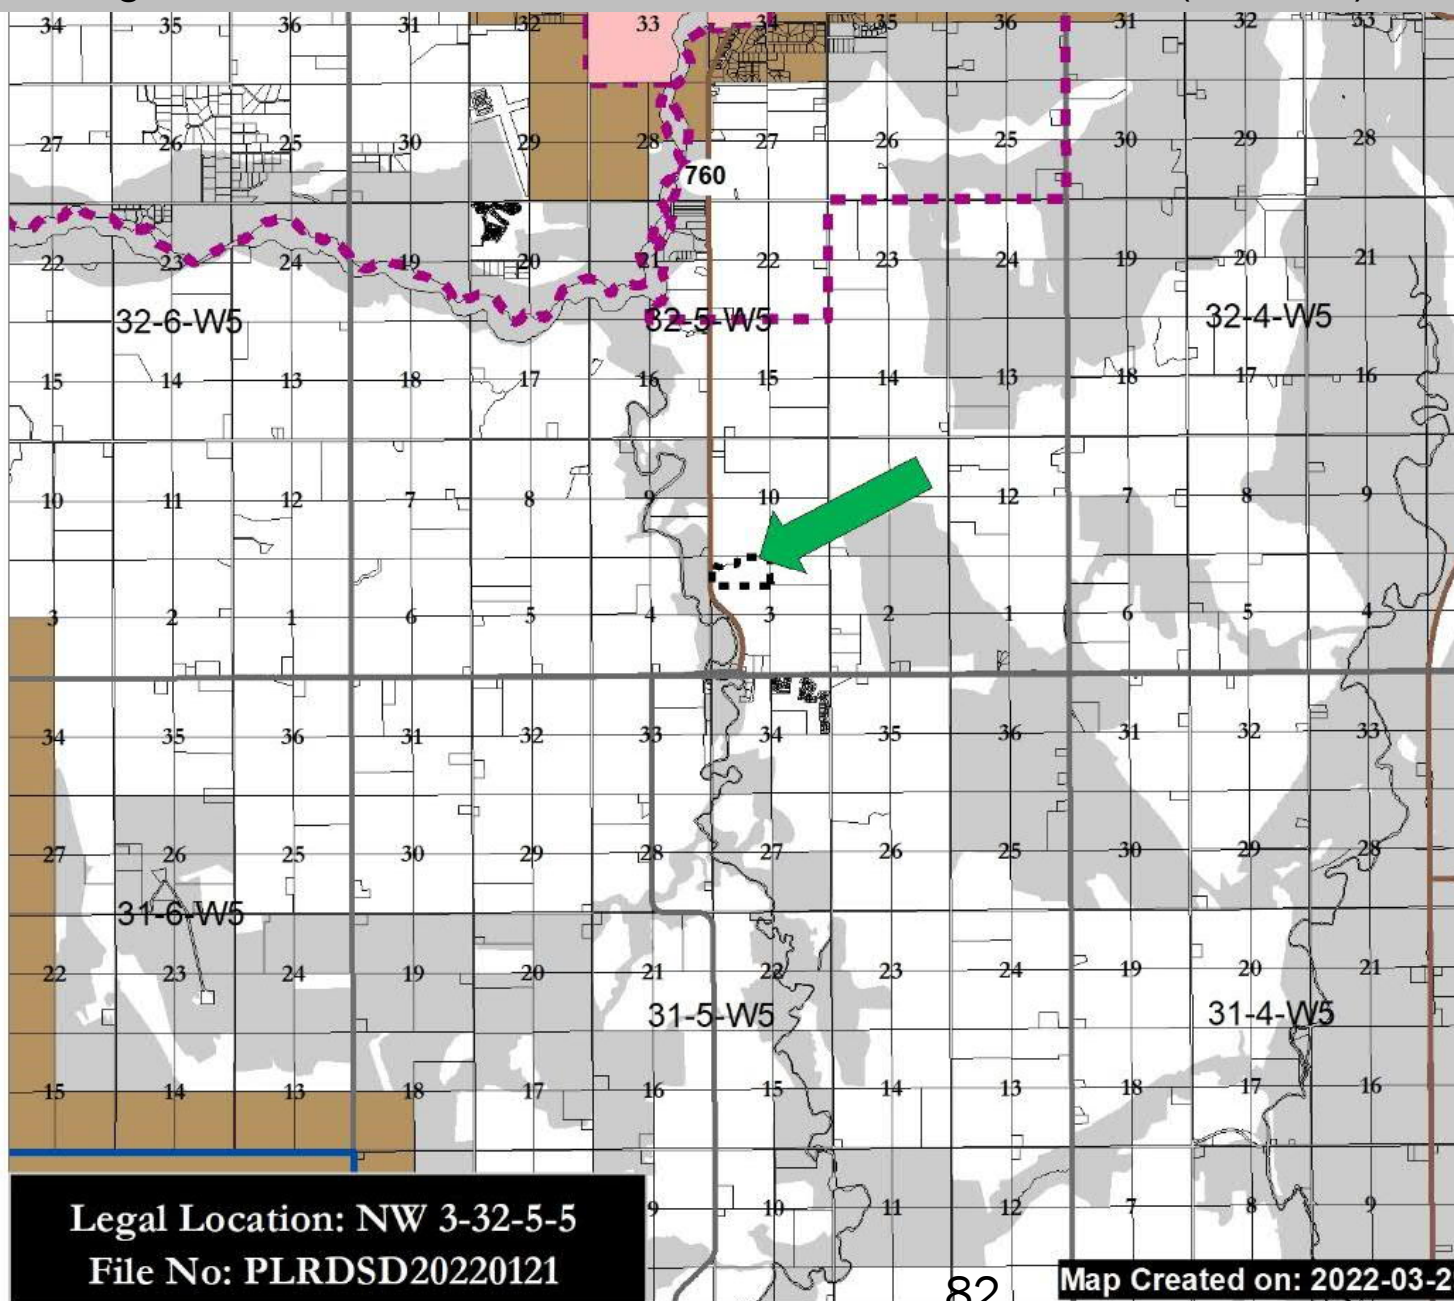 34 35 36 31 32 33 34 35 36 31 32 33
27 26 25 30 29 28 27 26 25 30 29 28
760
22 23 24 19 20 21 22 23 24 19 20 21
32-6-W5 32-5-W5 32-4-W5
15 14 13 18 17 16 15 14 13 18 17 16
10 11 12 7 8 9 10 12 7 8 9
3 2 1 6 5 4 3 2 1 6 5 4
34 35 36 31 32 33 34 35 36 31 32 33
27 26 25 30 29 28 27 26 25 30 29 28
31-6-W5
22 23 24 19 20 21 22 23 24 19 20 21
31-5-W5 31-4-W5
15 14 13 18 17 16 15 14 13 18 17 16
9 10 11 12 7 8 9
Legal Location: NW 3-32-5-5
File No: PLRDSD20220121
82
Map Created on: 2022-03-2